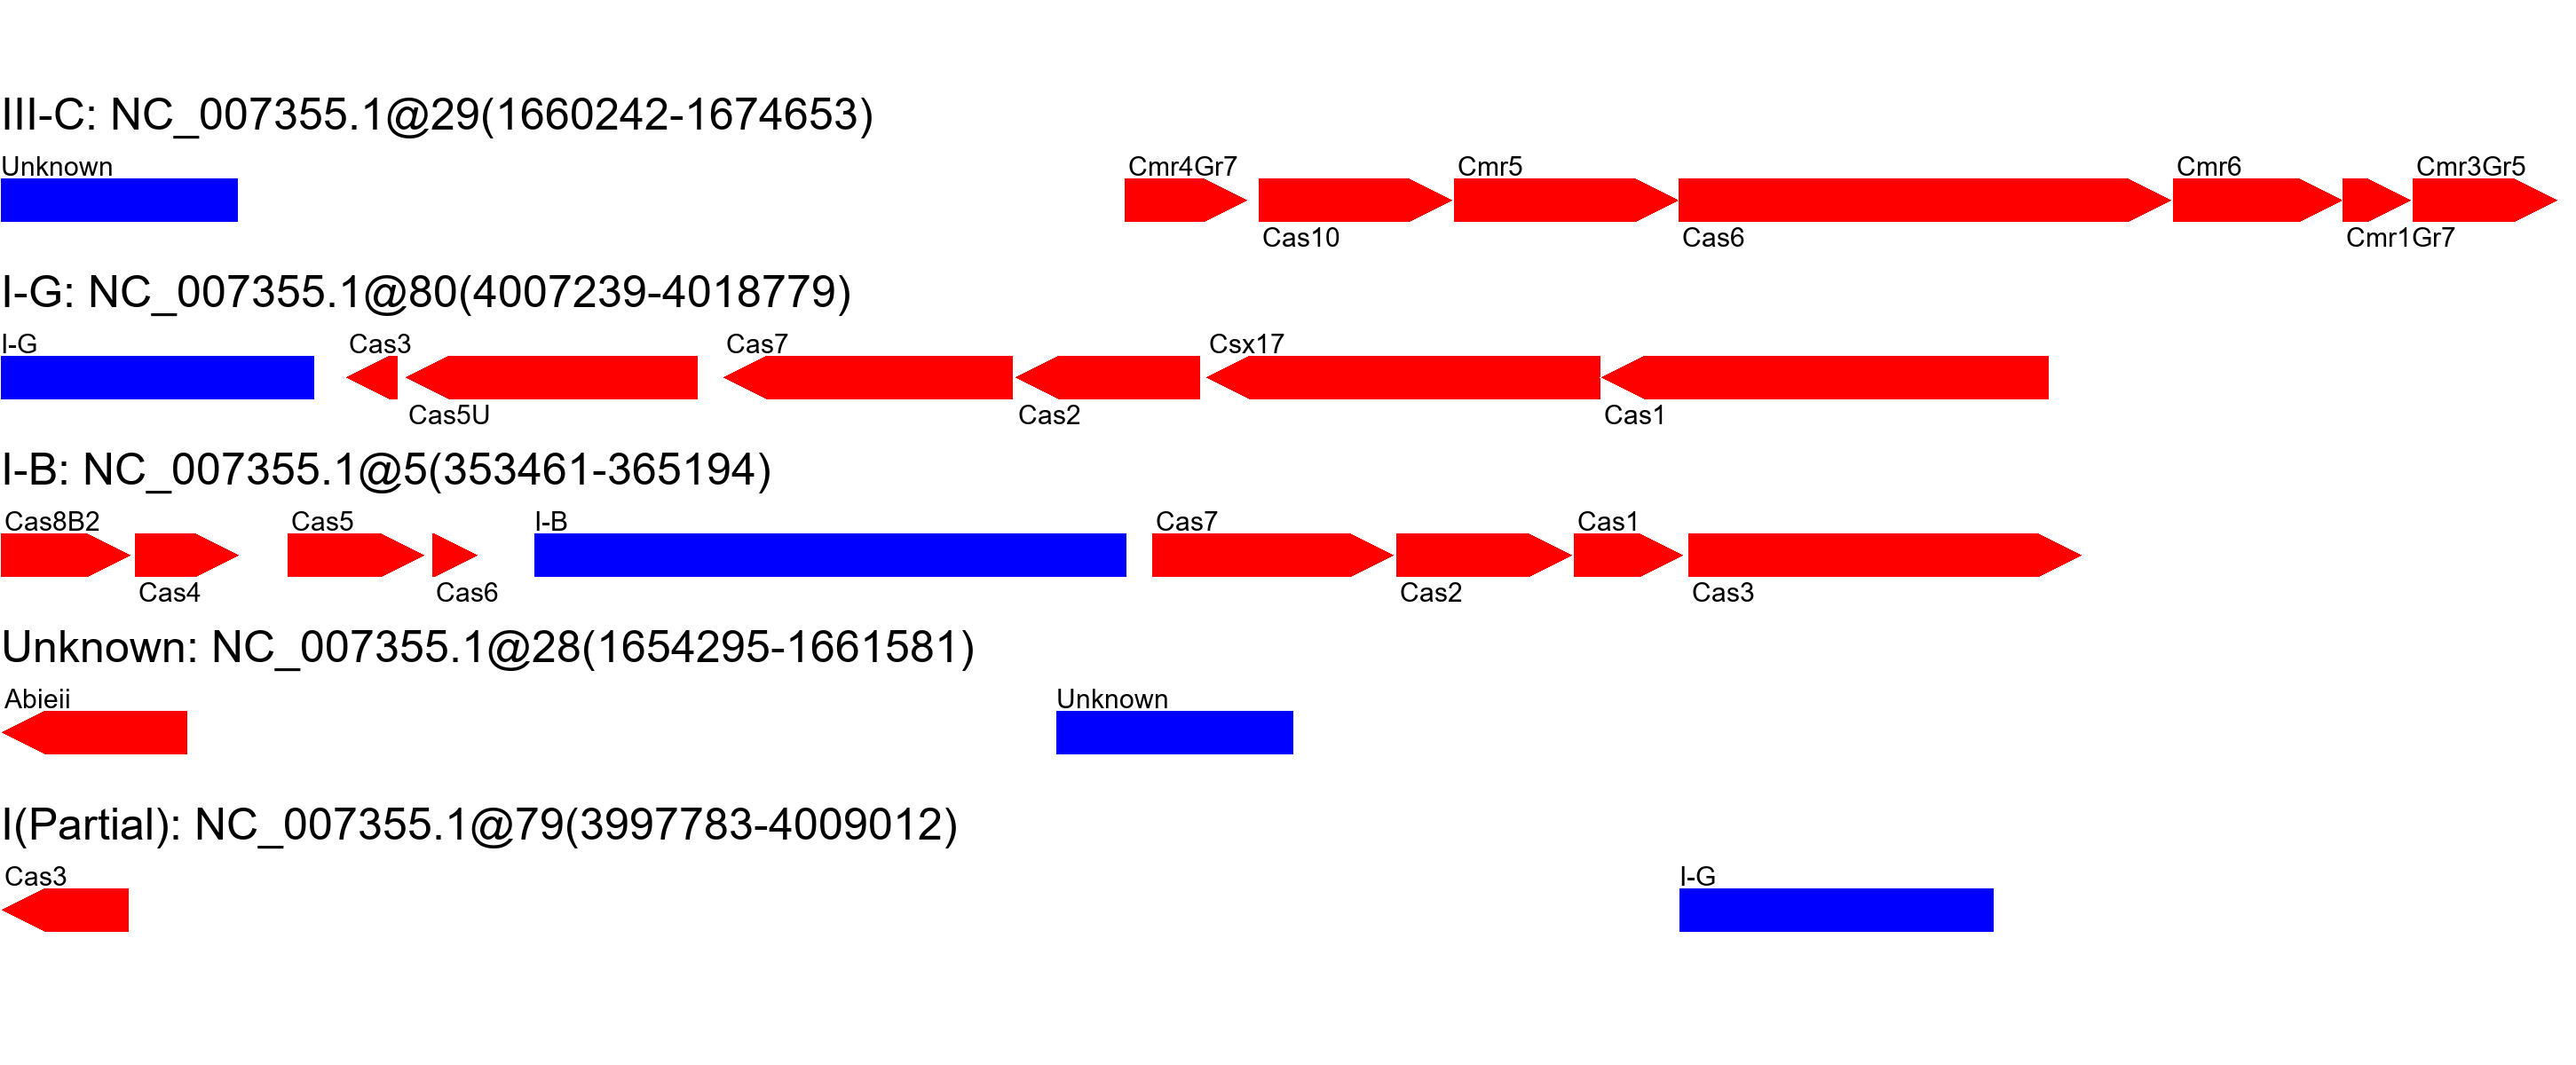 III-C: NC_007355.1@29(1660242-1674653)
Unknown Cmr4Gr7 Cmr5 Cmr6 Cmr3Gr5
Cas10 Cas6 Cmr1Gr7
I-G: NC_007355.1@80(4007239-4018779)
I-G Cas3 Cas7 Csx17
Cas5U Cas2 Cas1
I-B: NC_007355.1@5(353461-365194)
Cas8B2 Cas5 I-B Cas7 Cas1
Cas4 Cas6 Cas2 Cas3
Unknown: NC_007355.1@28(1654295-1661581)
Abieii Unknown
I(Partial): NC_007355.1@79(3997783-4009012)
Cas3 I-G